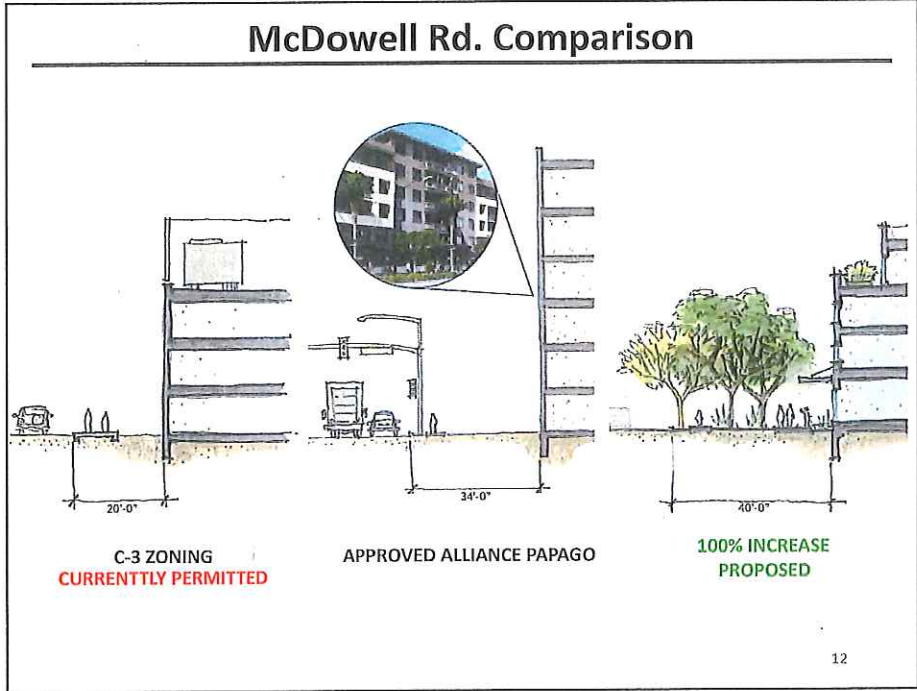 McDowell Rd. Comparison
20'-0"
34'-0"
40'-0"
C-3 ZONING
CURRENTTLY PERMITTED
APPROVED ALLIANCE PAPAGO
100% INCREASE
PROPOSED
12